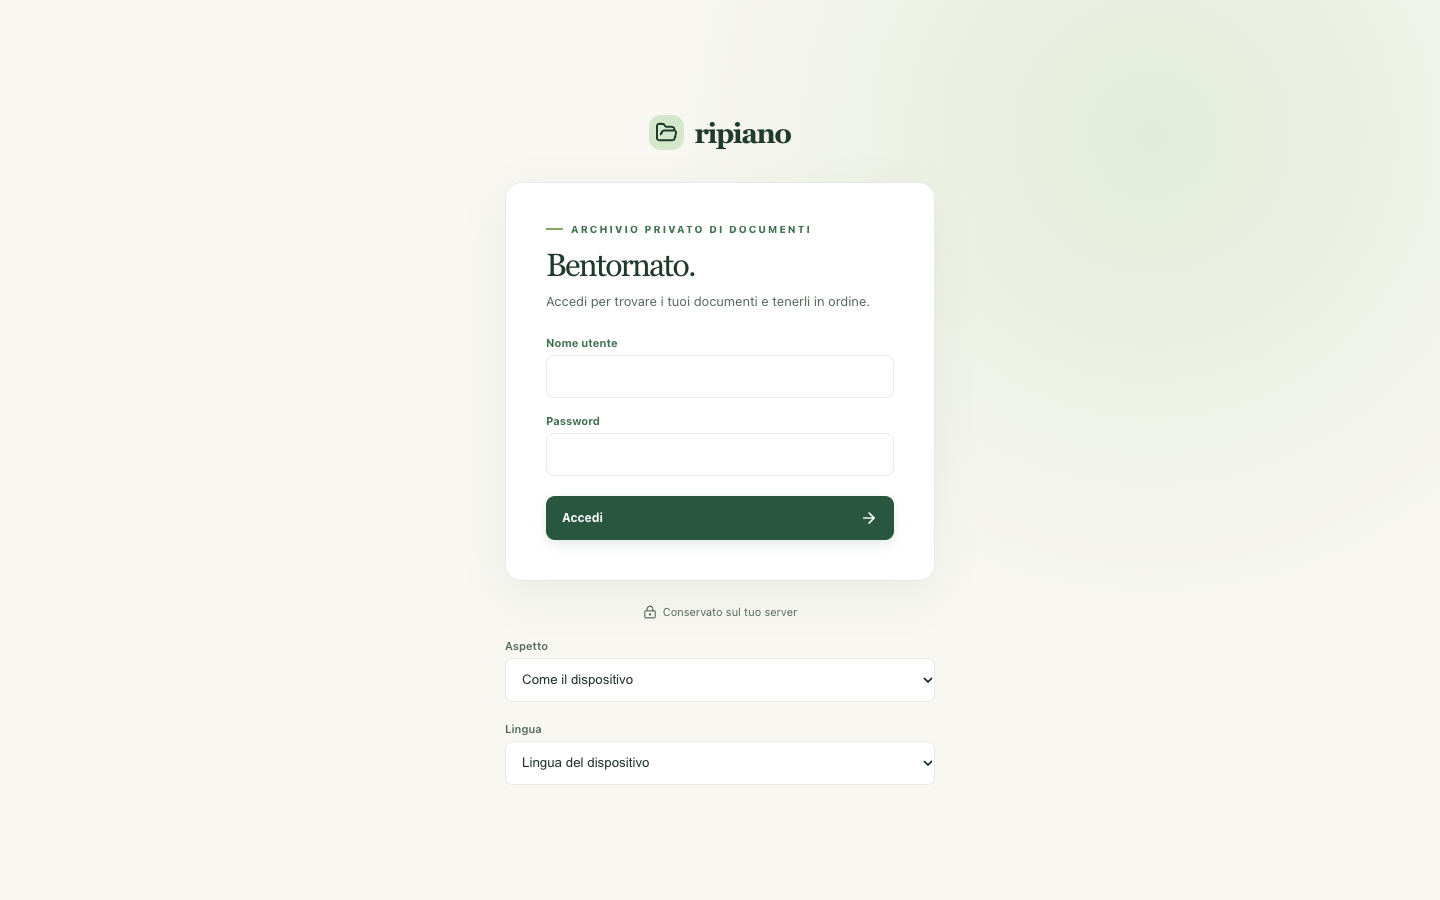 ripiano
ARCHIVIO PRIVATO DI DOCUMENTI
Bentornato.
Accedi per trovare i tuoi documenti e tenerli in ordine.
Nome utente
Password
Accedi
Conservato sul tuo server
Aspetto
Come il dispositivo
Lingua
Lingua del dispositivo